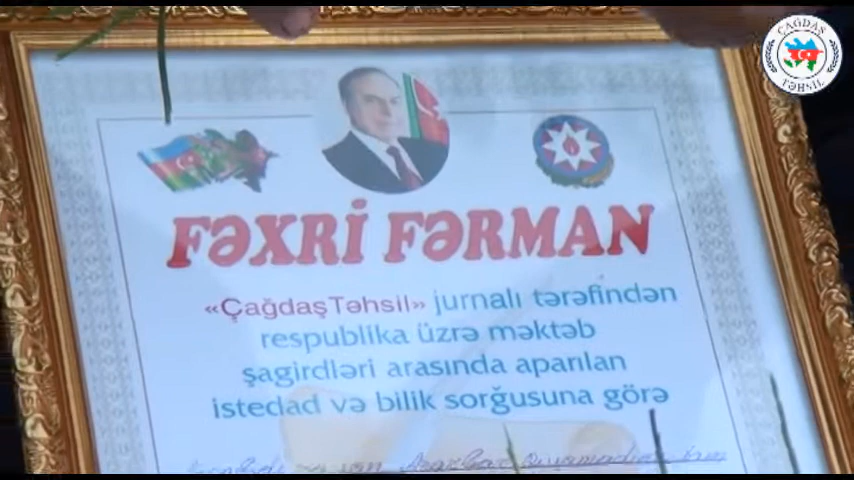 ÇAĞDAŞ
TƏHSİL
FƏXRİ FƏRMAN
«ÇağdaşTəhsil» jurnalı tərəfindən
respublika üzrə məktəb
şagirdləri arasında aparılan
istedad və bilik sorğusuna görə